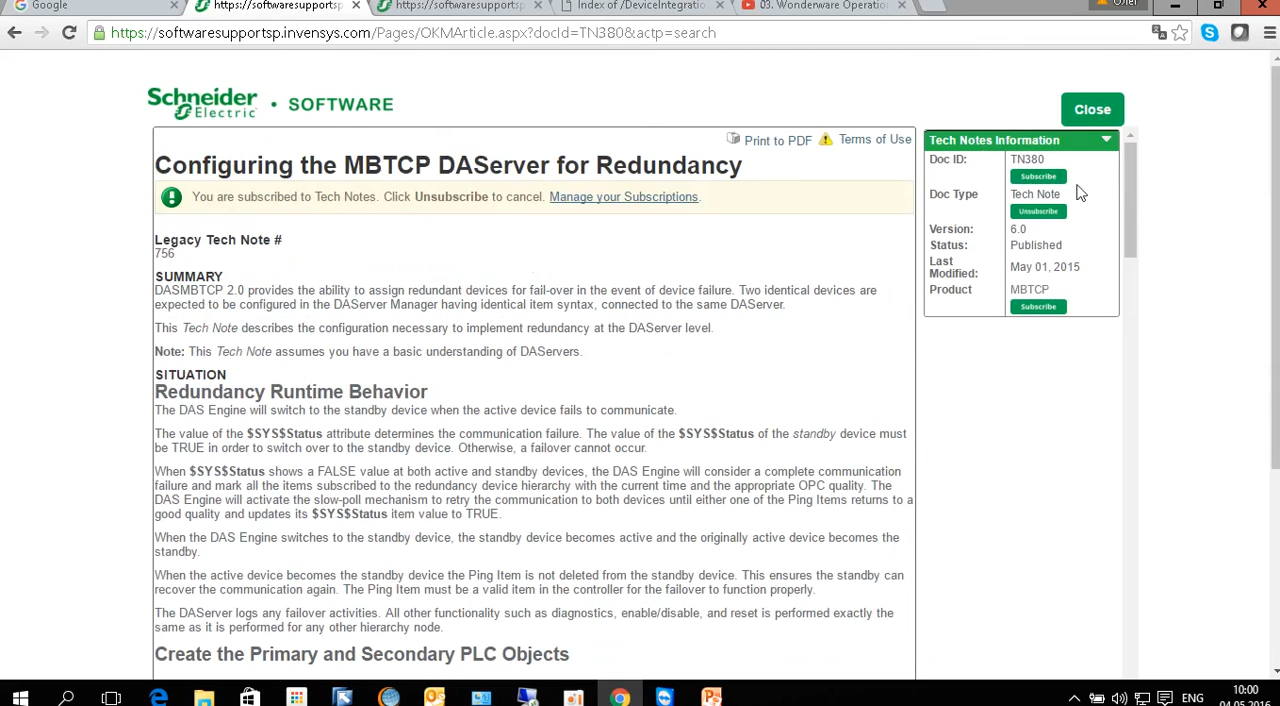 Google
https://softwaresupportsp
https://softwaresupportsp.
Index of /DeviceIntegratio
03. Wonderware Operation
https://softwaresupportsp.invensys.com/Pages/OKMArticle.aspx?docId=TN380&actp=search
Schneider Electric • SOFTWARE
Close
Print to PDF Terms of Use
Configuring the MBTCP DAServer for Redundancy
You are subscribed to Tech Notes. Click Unsubscribe to cancel. Manage your Subscriptions.
Legacy Tech Note #
756
SUMMARY
DASMBTCP 2.0 provides the ability to assign redundant devices for fail-over in the event of device failure. Two identical devices are
expected to be configured in the DAServer Manager having identical item syntax, connected to the same DAServer.
This Tech Note describes the configuration necessary to implement redundancy at the DAServer level.
Note: This Tech Note assumes you have a basic understanding of DAServers.
SITUATION
Redundancy Runtime Behavior
The DAS Engine will switch to the standby device when the active device fails to communicate.
The value of the $SYS$Status attribute determines the communication failure. The value of the $SYS$Status of the standby device must
be TRUE in order to switch over to the standby device. Otherwise, a failover cannot occur.
When $SYS$Status shows a FALSE value at both active and standby devices, the DAS Engine will consider a complete communication
failure and mark all the items subscribed to the redundancy device hierarchy with the current time and the appropriate OPC quality. The
DAS Engine will activate the slow-poll mechanism to retry the communication to both devices until either one of the Ping Items returns to a
good quality and updates its $SYS$Status item value to TRUE.
When the DAS Engine switches to the standby device, the standby device becomes active and the originally active device becomes the
standby.
When the active device becomes the standby device the Ping Item is not deleted from the standby device. This ensures the standby can
recover the communication again. The Ping Item must be a valid item in the controller for the failover to function properly.
The DAServer logs any failover activities. All other functionality such as diagnostics, enable/disable, and reset is performed exactly the
same as it is performed for any other hierarchy node.
Create the Primary and Secondary PLC Objects
Tech Notes Information
Doc ID: TN380
Subscribe
Doc Type Tech Note
Unsubscribe
Version: 6.0
Status: Published
Last Modified: May 01, 2015
Product MBTCP
Subscribe
ENG
10:00
04.05.2016